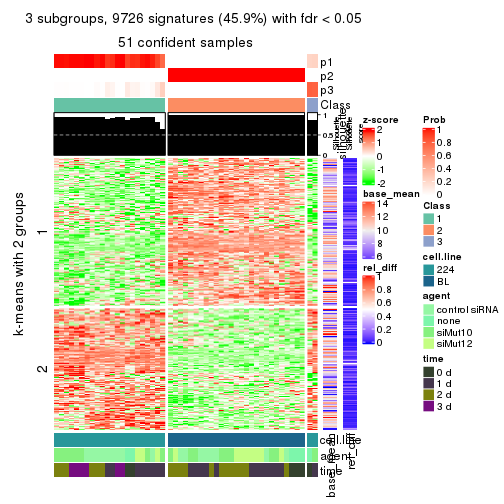 3 subgroups, 9726 signatures (45.9%) with fdr < 0.05
51 confident samples
p1
p2
p3
Class
1
0.5
0
silhouette
score
k-means with 2 groups
1
2
cell.line
agent
time
base_mean
rel_diff
z-score
2
1
0
-1
-2
base_mean
14
12
10
8
6
rel_diff
1
0.8
0.6
0.4
0.2
0
Prob
1
0.8
0.6
0.4
0.2
0
Class
1
2
3
cell.line
224
BL
agent
control siRNA
none
siMut10
siMut12
time
0 d
1 d
2 d
3 d